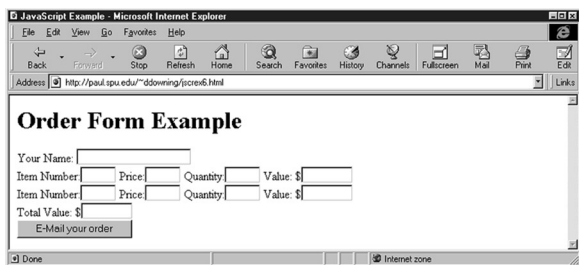 JavaScript Example - Microsoft Internet Explorer
File Edit View Go Favorites Help
Back Forward Stop Refresh Home Search Favorites History Channels Fullscreen Mail Print Edit
Address http://paul.spu.edu/~ddowning/jscrex6.html Links
Order Form Example
Your Name:
Item Number: Price: Quantity: Value: $
Item Number: Price: Quantity: Value: $
Total Value: $
E-Mail your order
Done Internet zone